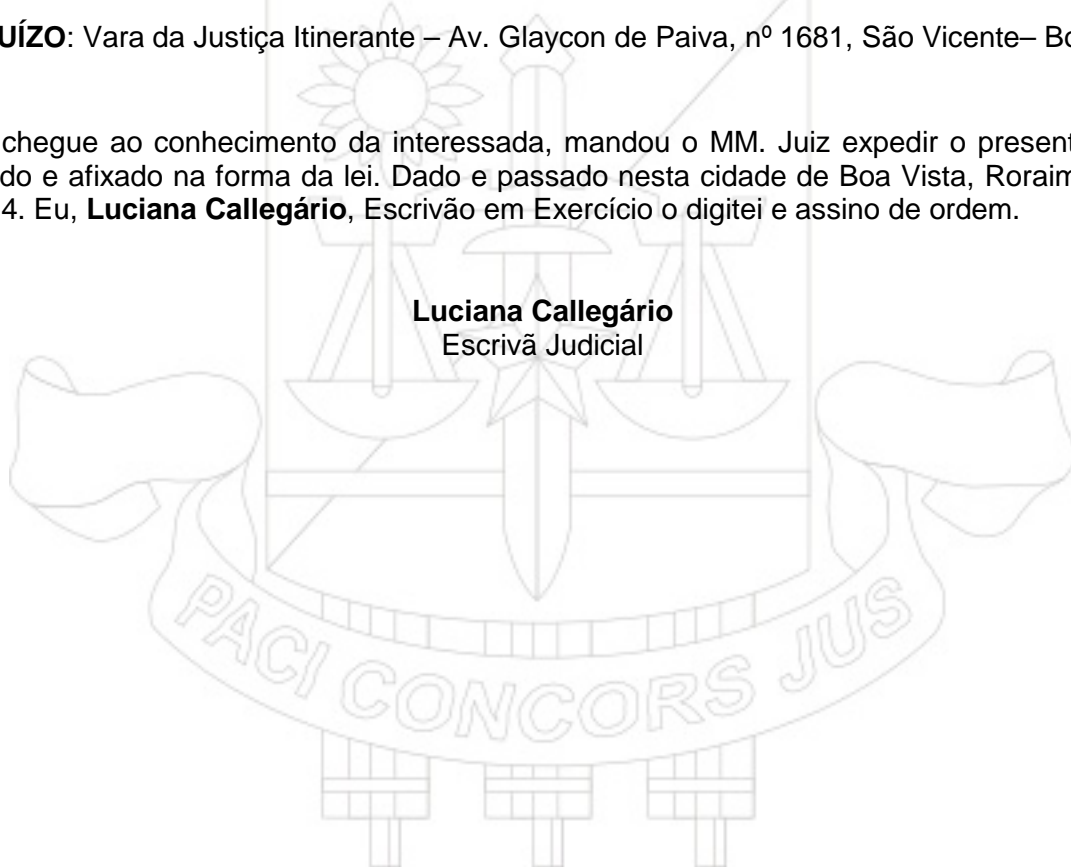 UÍZO: Vara da Justiça Itinerante – Av. Glaycon de Paiva, nº 1681, São Vicente– Bo
chegue ao conhecimento da interessada, mandou o MM. Juiz expedir o present
do e afixado na forma da lei. Dado e passado nesta cidade de Boa Vista, Roraim
4. Eu, Luciana Callegário, Escrivão em Exercício o digitei e assino de ordem.
Luciana Callegário
Escrivã Judicial
PACI CONCORS JUS